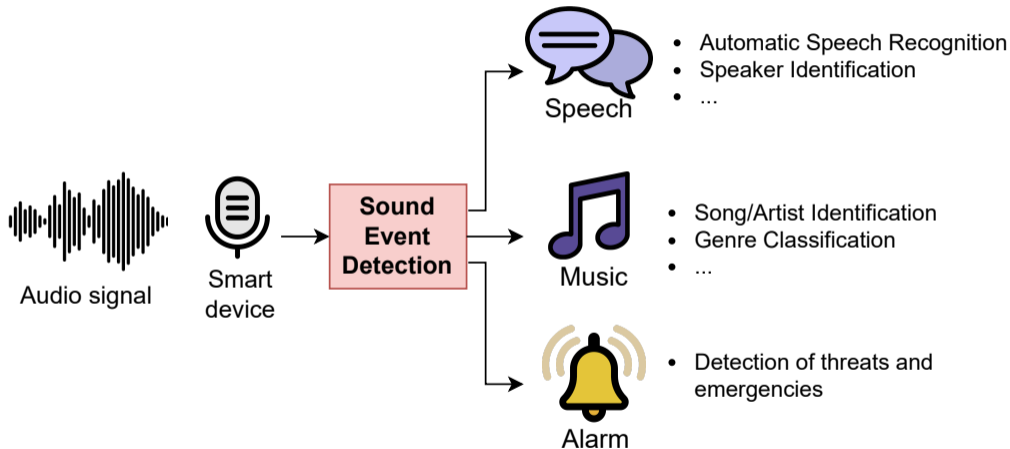 Audio signal
Smart
device
Sound
Event
Detection
Speech
• Automatic Speech Recognition
• Speaker Identification
• ...
Music
• Song/Artist Identification
• Genre Classification
• ...
Alarm
• Detection of threats and
emergencies